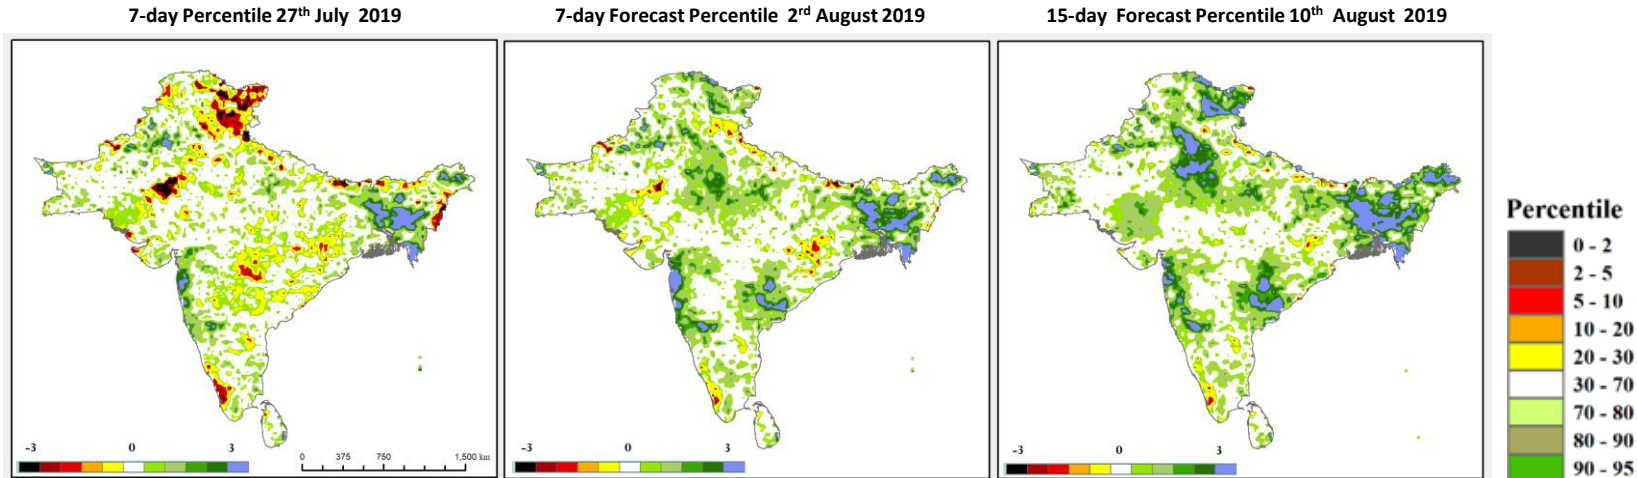 7-day Percentile 27th July 2019
7-day Forecast Percentile 2rd August 2019
15-day Forecast Percentile 10th August 2019
-3 0 3
0 375 750 1,500 km
-3 0 3
-3 0 3
Percentile
0 - 2
2 - 5
5 - 10
10 - 20
20 - 30
30 - 70
70 - 80
80 - 90
90 - 95